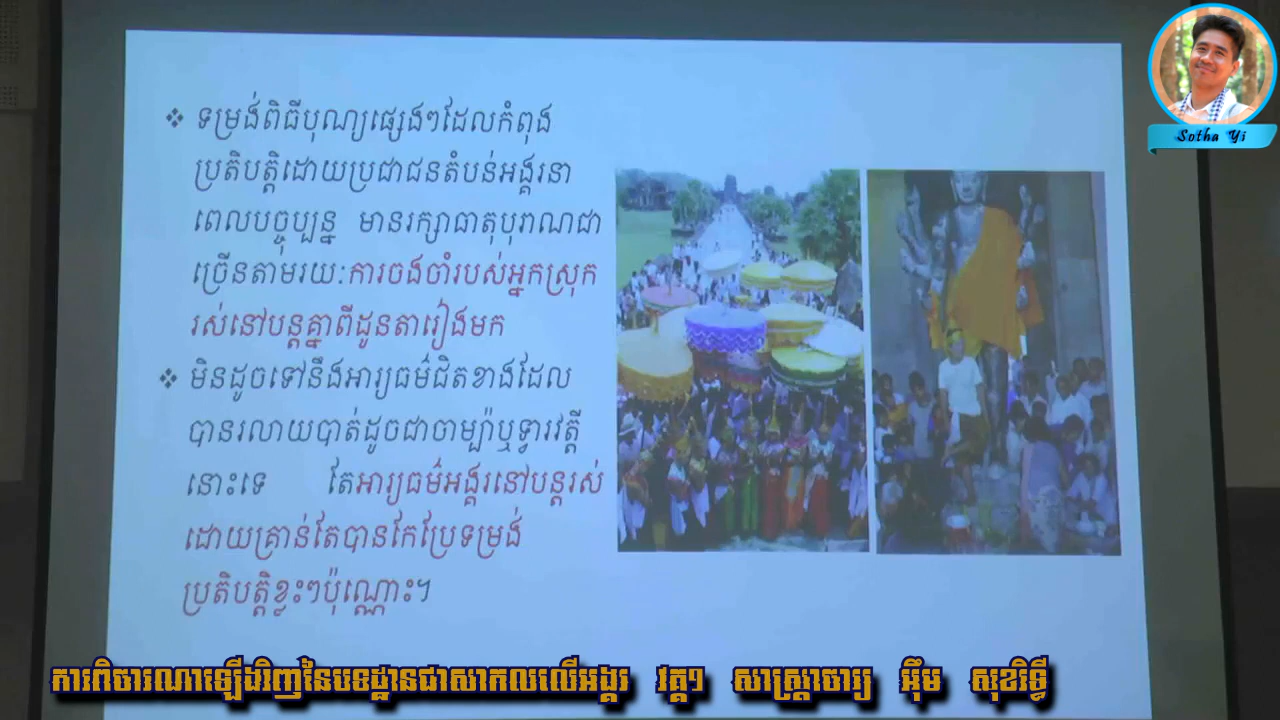 ❖ ទម្រង់ពិធីបុណ្យផ្សេងៗដែលកំពុង
ប្រតិបត្តិដោយប្រជាជនតំបន់អង្គរនា
ពេលបច្ចុប្បន្ន មានរក្សាធាតុបុរាណជា
ច្រើនតាមរយៈការចងចាំរបស់អ្នកស្រុក
រស់នៅបន្តគ្នាពីដូនតារៀងមក
❖ មិនដូចទៅនឹងអារ្យធម៌ជិតខាងដែល
បានរលាយបាត់ដូចជាចាម្ប៉ាឬទ្វារវត្តី
នោះទេ តែអារ្យធម៌អង្គរនៅបន្តរស់
ដោយគ្រាន់តែបានកែប្រែទម្រង់
ប្រតិបត្តិខ្លះៗប៉ុណ្ណោះ។
Sotha Yi
ការពិចារណាឡើងវិញនៃបទដ្ឋានជាសាកលលើអង្គរ វគ្គ១ សាស្ត្រាចារ្យ អ៊ឹម សុខរិទ្ធី